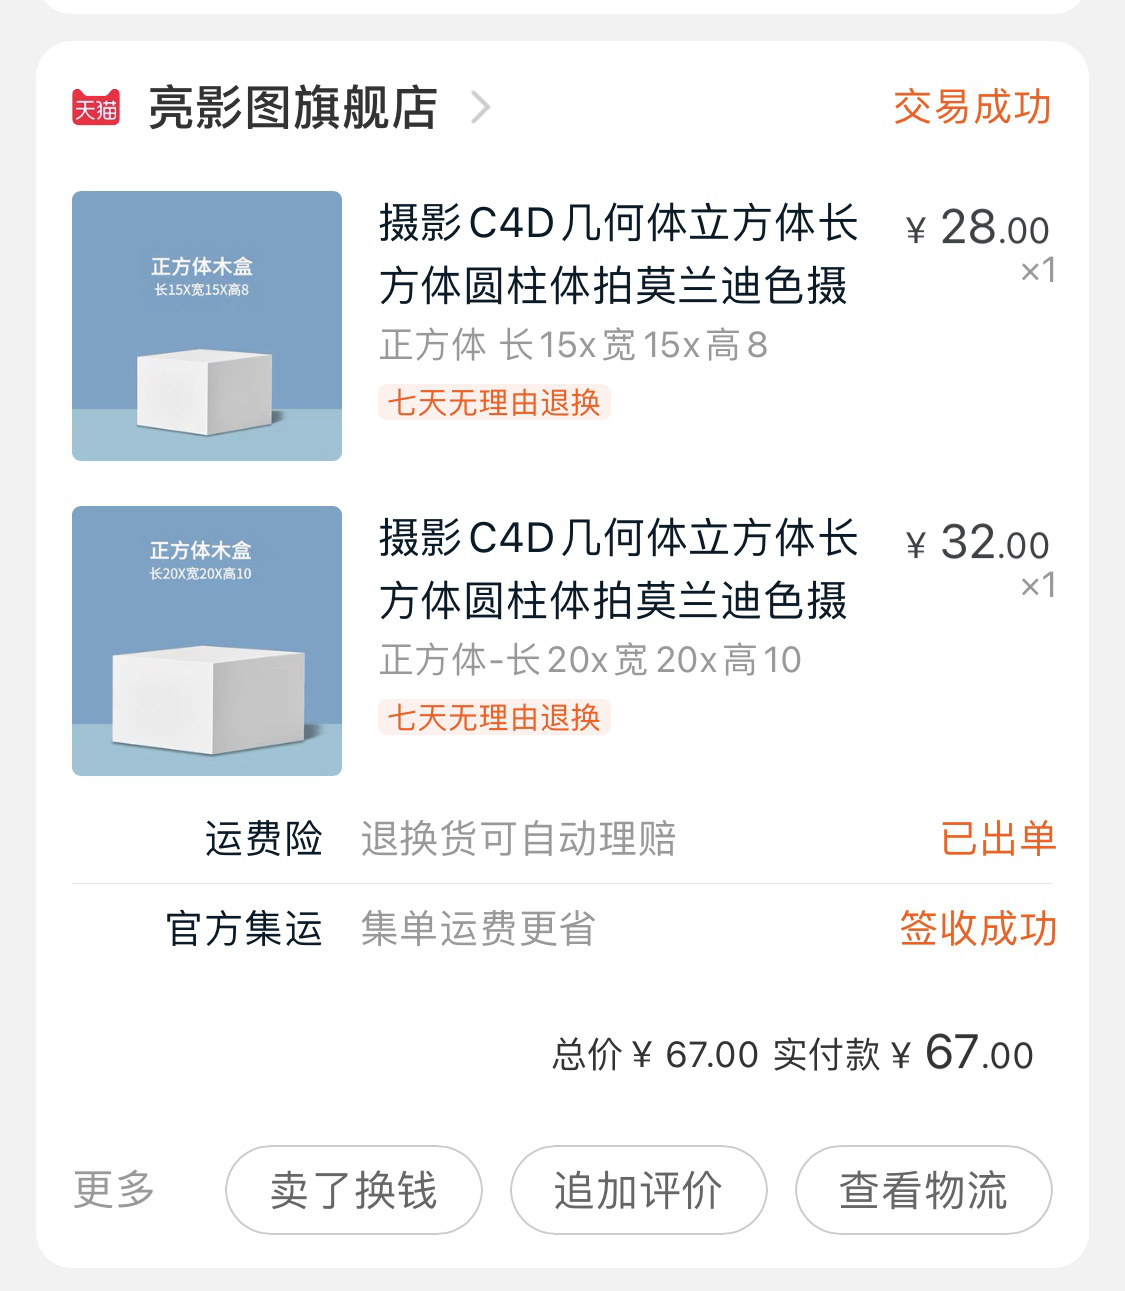 天猫 亮影图旗舰店 交易成功
正方体木盒
长15X宽15X高8
摄影C4D几何体立方体长 ¥ 28.00
方体圆柱体拍莫兰迪色摄 ×1
正方体 长15x宽15x高8
七天无理由退换
正方体木盒
长20X宽20X高10
摄影C4D几何体立方体长 ¥ 32.00
方体圆柱体拍莫兰迪色摄 ×1
正方体-长20x宽20x高10
七天无理由退换
运费险 退换货可自动理赔 已出单
官方集运 集单运费更省 签收成功
总价¥ 67.00 实付款¥ 67.00
更多 卖了换钱 追加评价 查看物流